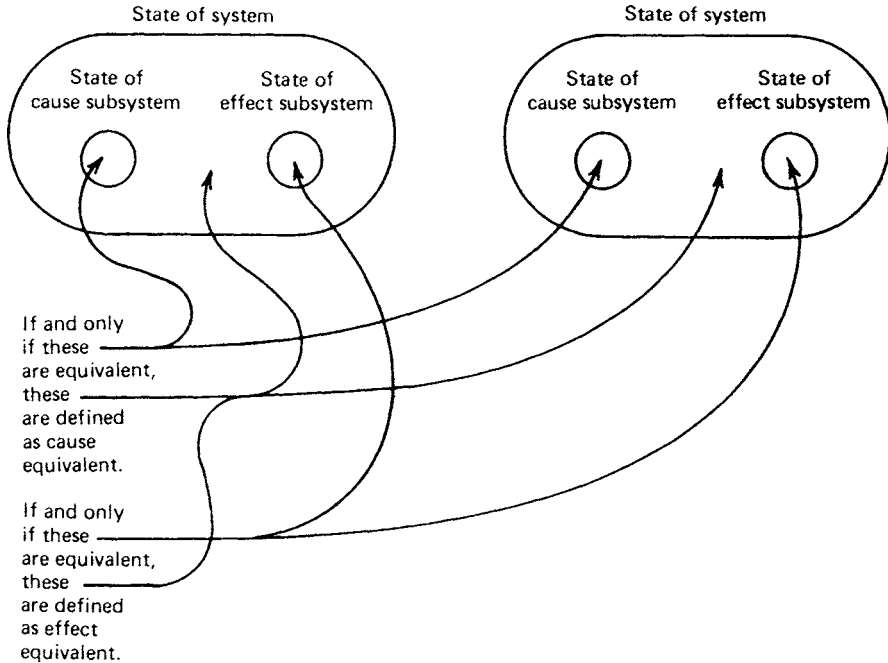 State of system
State of system
State of
cause subsystem
State of
effect subsystem
State of
cause subsystem
State of
effect subsystem
If and only
if these
are equivalent,
these
are defined
as cause
equivalent.
If and only
if these
are equivalent,
these
are defined
as effect
equivalent.